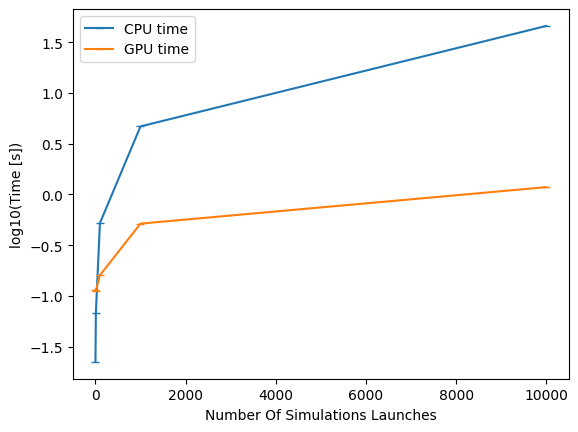 CPU time
GPU time
1.5
1.0
0.5
0.0
−0.5
−1.0
−1.5
log10(Time [s])
0 2000 4000 6000 8000 10000
Number Of Simulations Launches